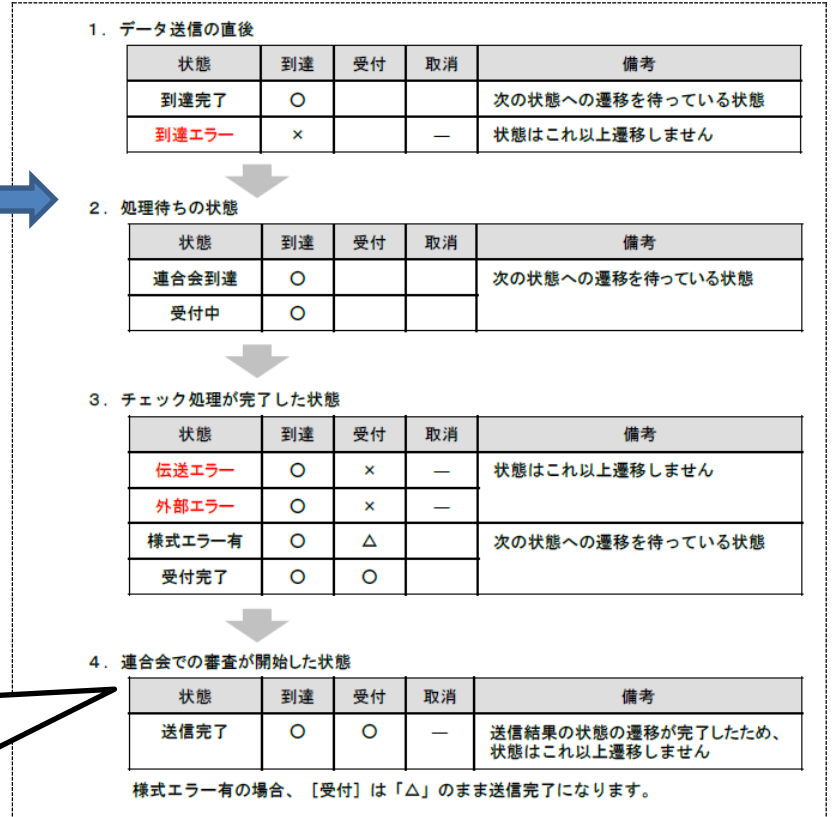 1．データ送信の直後
状態 到達 受付 取消 備考
到達完了 ○ 次の状態への遷移を待っている状態
到達エラー × ― 状態はこれ以上遷移しません
2．処理待ちの状態
状態 到達 受付 取消 備考
連合会到達 ○ 次の状態への遷移を待っている状態
受付中 ○
3．チェック処理が完了した状態
状態 到達 受付 取消 備考
伝送エラー ○ × ― 状態はこれ以上遷移しません
外部エラー ○ × ―
様式エラー有 ○ △ 次の状態への遷移を待っている状態
受付完了 ○ ○
4．連合会での審査が開始した状態
状態 到達 受付 取消 備考
送信完了 ○ ○ ― 送信結果の状態の遷移が完了したため、
状態はこれ以上遷移しません
様式エラー有の場合、［受付］は「△」のまま送信完了になります。